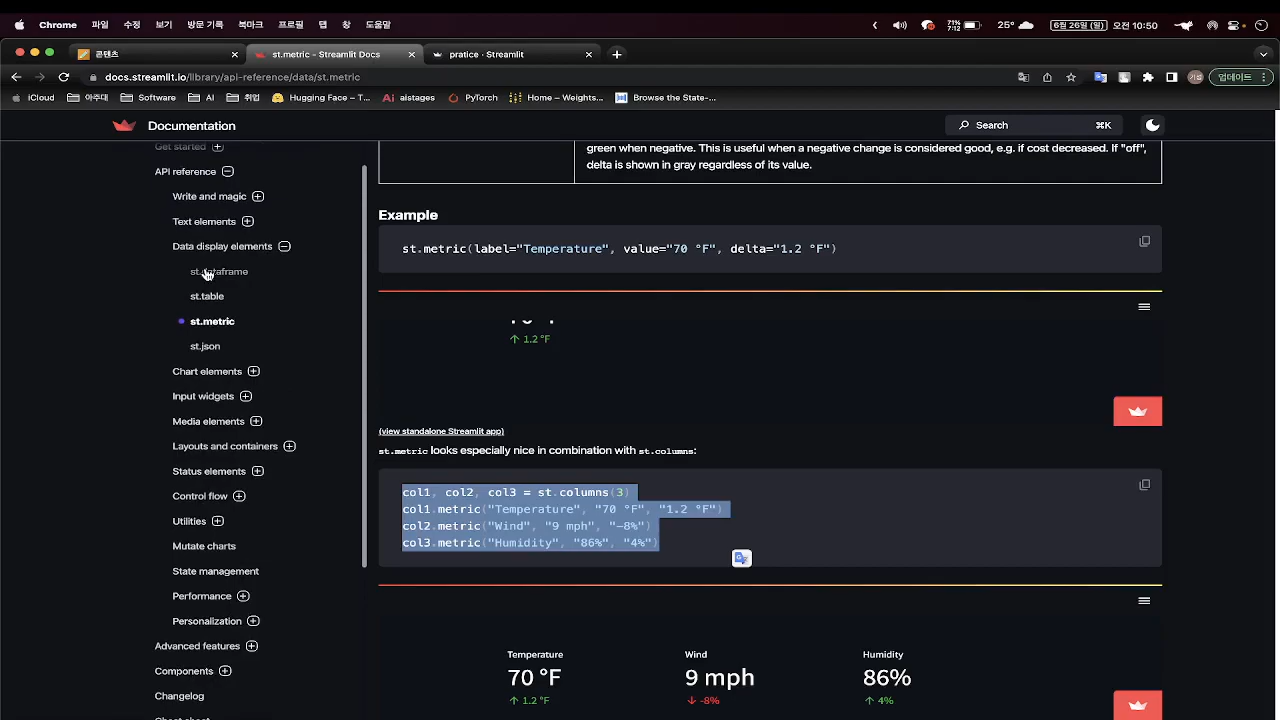 Chrome 파일 수정 보기 방문 기록 북마크 프로필 탭 창 도움말 71% 12:12 25° 6월 26일 (일) 오전 10:50
콘텐츠 st.metric – Streamlit Docs pratice · Streamlit
docs.streamlit.io/library/api-reference/data/st.metric 업데이트
iCloud 아주대 Software AI 취업 Hugging Face – T... aistages PyTorch Home – Weights... Browse the State-...
Documentation
Search ⌘K
Get started
API reference
Write and magic
Text elements
Data display elements
st.dataframe
st.table
st.metric
st.json
Chart elements
Input widgets
Media elements
Layouts and containers
Status elements
Control flow
Utilities
Mutate charts
State management
Performance
Personalization
Advanced features
Components
Changelog
Cheat sheet
green when negative. This is useful when a negative change is considered good, e.g. if cost decreased. If "off",
delta is shown in gray regardless of its value.
Example
st.metric(label="Temperature", value="70 °F", delta="1.2 °F")
70 °F
↑ 1.2 °F
(view standalone Streamlit app)
st.metric looks especially nice in combination with st.columns:
col1, col2, col3 = st.columns(3)
col1.metric("Temperature", "70 °F", "1.2 °F")
col2.metric("Wind", "9 mph", "-8%")
col3.metric("Humidity", "86%", "4%")
Temperature Wind Humidity
70 °F 9 mph 86%
↑ 1.2 °F ↓ -8% ↑ 4%